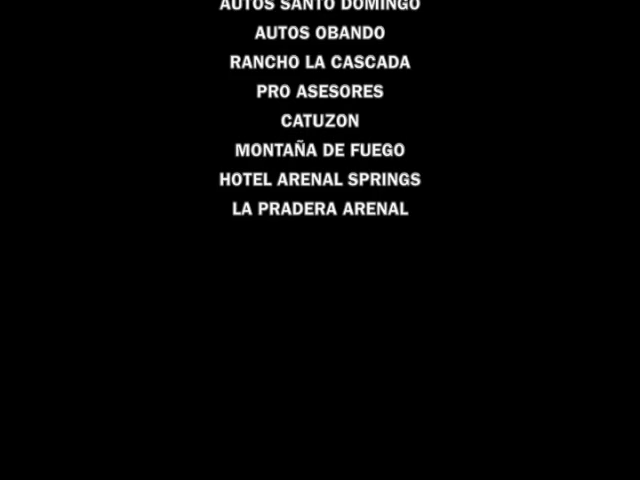 AUTOS SANTO DOMINGO
AUTOS OBANDO
RANCHO LA CASCADA
PRO ASESORES
CATUZON
MONTAÑA DE FUEGO
HOTEL ARENAL SPRINGS
LA PRADERA ARENAL